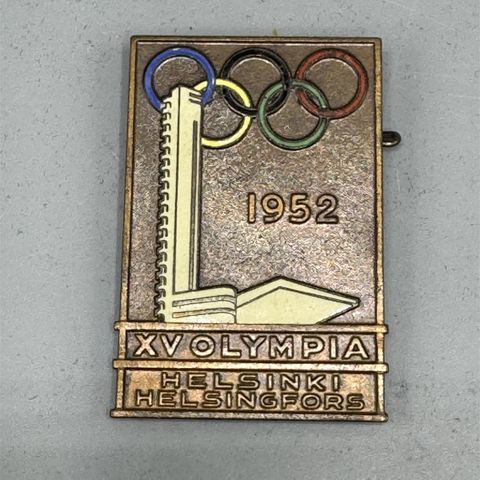 1952
XV OLYMPIA
HELSINKI
HELSINGFORS